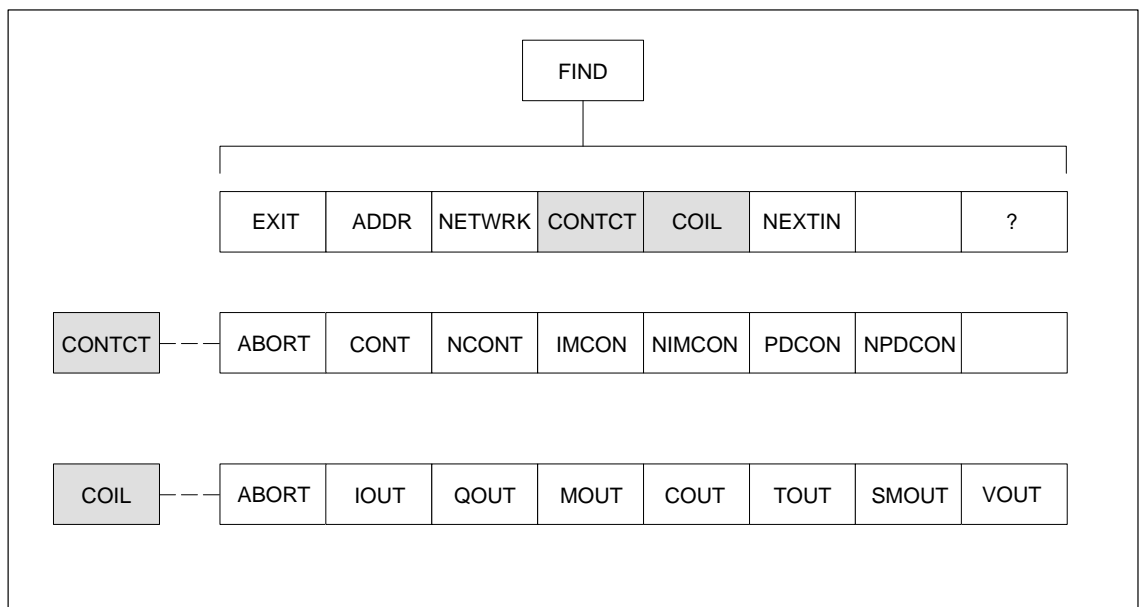 FIND
EXIT ADDR NETWRK CONTCT COIL NEXTIN ?
CONTCT ABORT CONT NCONT IMCON NIMCON PDCON NPDCON
COIL ABORT IOUT QOUT MOUT COUT TOUT SMOUT VOUT